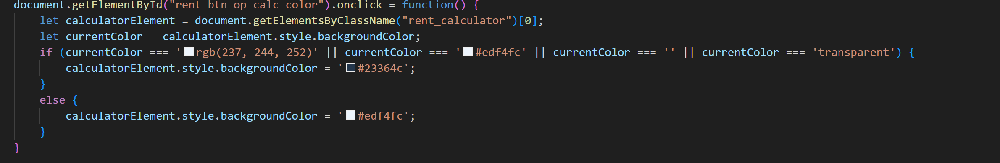 document.getElementById("rent_btn_op_calc_color").onclick = function() {
    let calculatorElement = document.getElementsByClassName("rent_calculator")[0];
    let currentColor = calculatorElement.style.backgroundColor;
    if (currentColor === 'rgb(237, 244, 252)' || currentColor === '#edf4fc' || currentColor === '' || currentColor === 'transparent') {
        calculatorElement.style.backgroundColor = '#23364c';
    }
    else {
        calculatorElement.style.backgroundColor = '#edf4fc';
    }
}